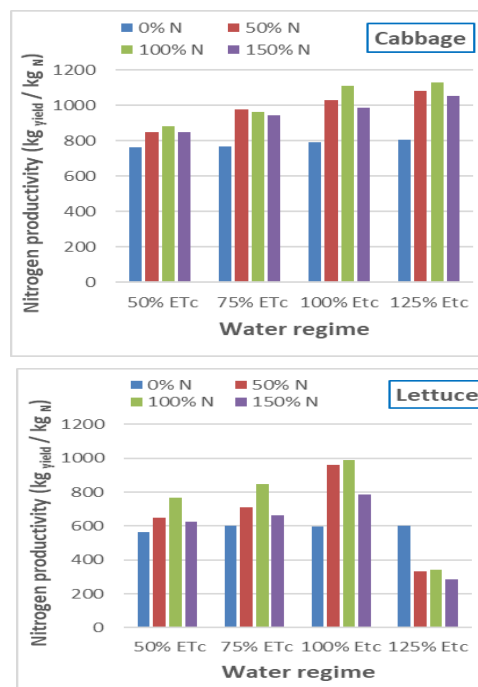 0% N 50% N
100% N 150% N
Cabbage
Nitrogen productivity (kg yield / kg N)
1200
1000
800
600
400
200
0
50% ETc 75% ETc 100% Etc 125% Etc
Water regime
0% N 50% N
100% N 150% N
Lettuce
Nitrogen productivity (kg yield / kg N)
1200
1000
800
600
400
200
0
50% ETc 75% ETc 100% Etc 125% Etc
Water regime